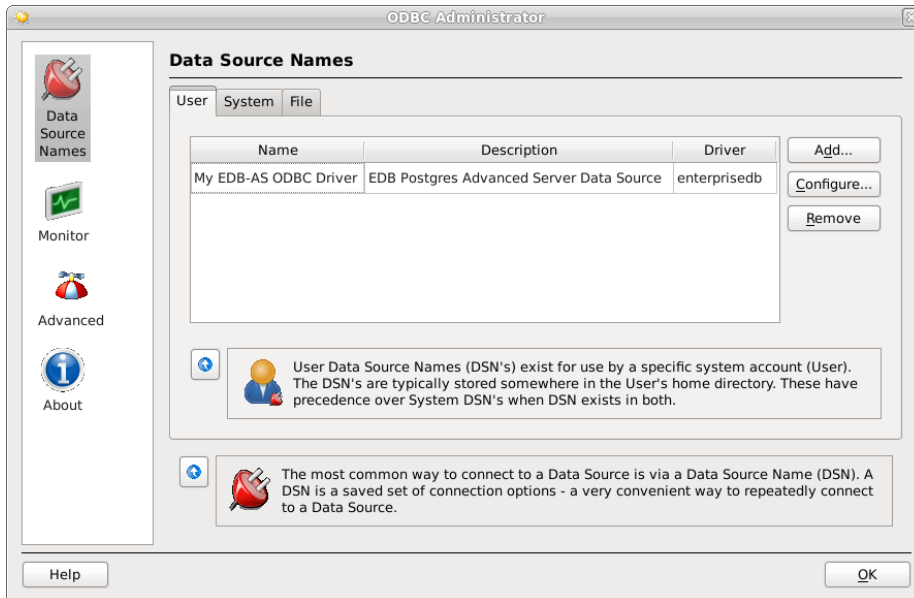 ODBC Administrator
Data
Source
Names
Monitor
Advanced
About
Data Source Names
User System File
Name Description Driver
My EDB-AS ODBC Driver EDB Postgres Advanced Server Data Source enterprisedb
Add...
Configure...
Remove
User Data Source Names (DSN's) exist for use by a specific system account (User).
The DSN's are typically stored somewhere in the User's home directory. These have
precedence over System DSN's when DSN exists in both.
The most common way to connect to a Data Source is via a Data Source Name (DSN). A
DSN is a saved set of connection options - a very convenient way to repeatedly connect
to a Data Source.
Help
OK